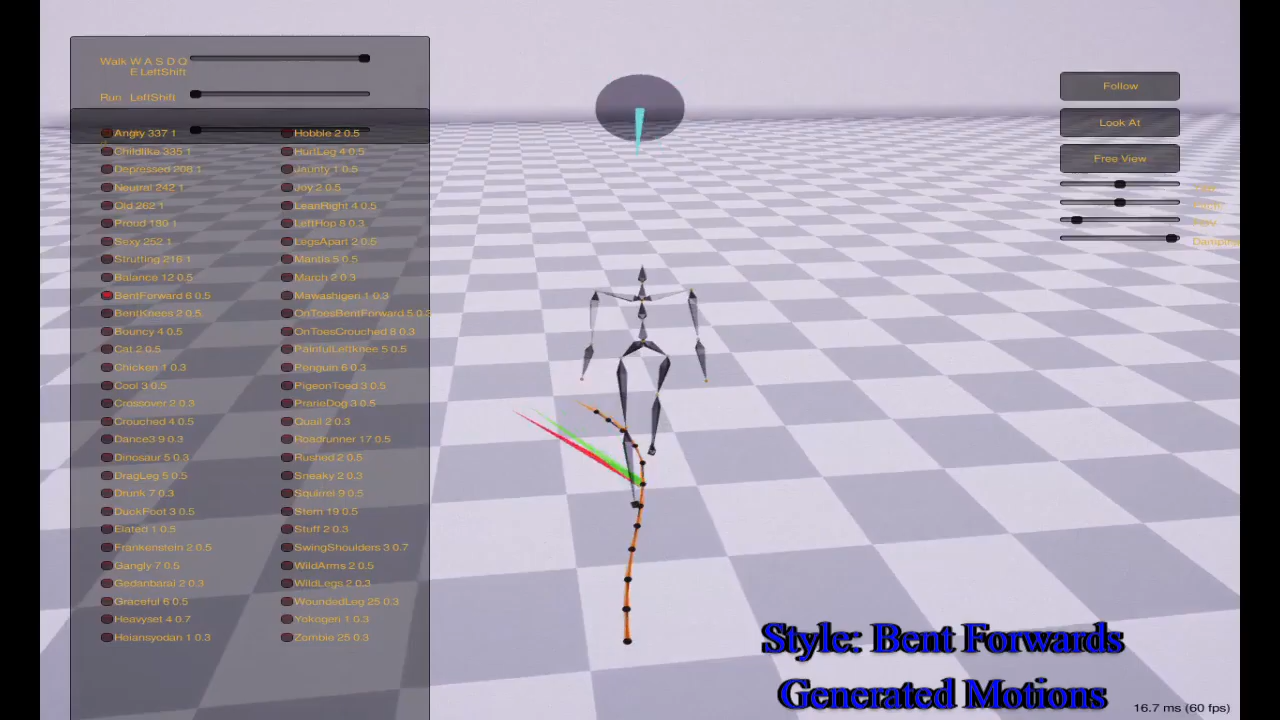 Walk W A S D Q
E LeftShift
Run LeftShift
Angry 337 1
Childlike 335 1
Depressed 208 1
Neutral 242 1
Old 262 1
Proud 190 1
Sexy 252 1
Strutting 218 1
Balance 12 0.5
BentForward 6 0.5
BentKnees 2 0.5
Bouncy 4 0.5
Cat 2 0.5
Chicken 1 0.3
Cool 3 0.5
Crossover 2 0.3
Crouched 4 0.5
Dance3 9 0.3
Dinosaur 5 0.3
DragLeg 5 0.5
Drunk 7 0.3
DuckFoot 3 0.5
Elated 1 0.5
Frankenstein 2 0.5
Gangly 7 0.5
Gedanbarai 2 0.3
Graceful 6 0.5
Heavyset 4 0.7
Heiansyodan 1 0.3
Hobble 2 0.5
HurtLeg 4 0.5
Jaunty 1 0.5
Joy 2 0.5
LeanRight 4 0.5
LeftHop 8 0.3
LegsApart 2 0.5
Mantis 5 0.5
March 2 0.3
Mawashigeri 1 0.3
OnToesBentForward 5 0.3
OnToesCrouched 8 0.3
PainfulLeftknee 5 0.5
Penguin 6 0.3
PigeonToed 3 0.5
PrarieDog 3 0.5
Quail 2 0.3
Roadrunner 17 0.5
Rushed 2 0.5
Sneaky 2 0.3
Squirrel 9 0.5
Stern 19 0.5
Stuff 2 0.3
SwingShoulders 3 0.7
WildArms 2 0.5
WildLegs 2 0.3
WoundedLeg 25 0.3
Yokogeri 1 0.3
Zombie 25 0.3
Follow
Look At
Free View
FOV
Damping
Style: Bent Forwards
Generated Motions
16.7 ms (60 fps)